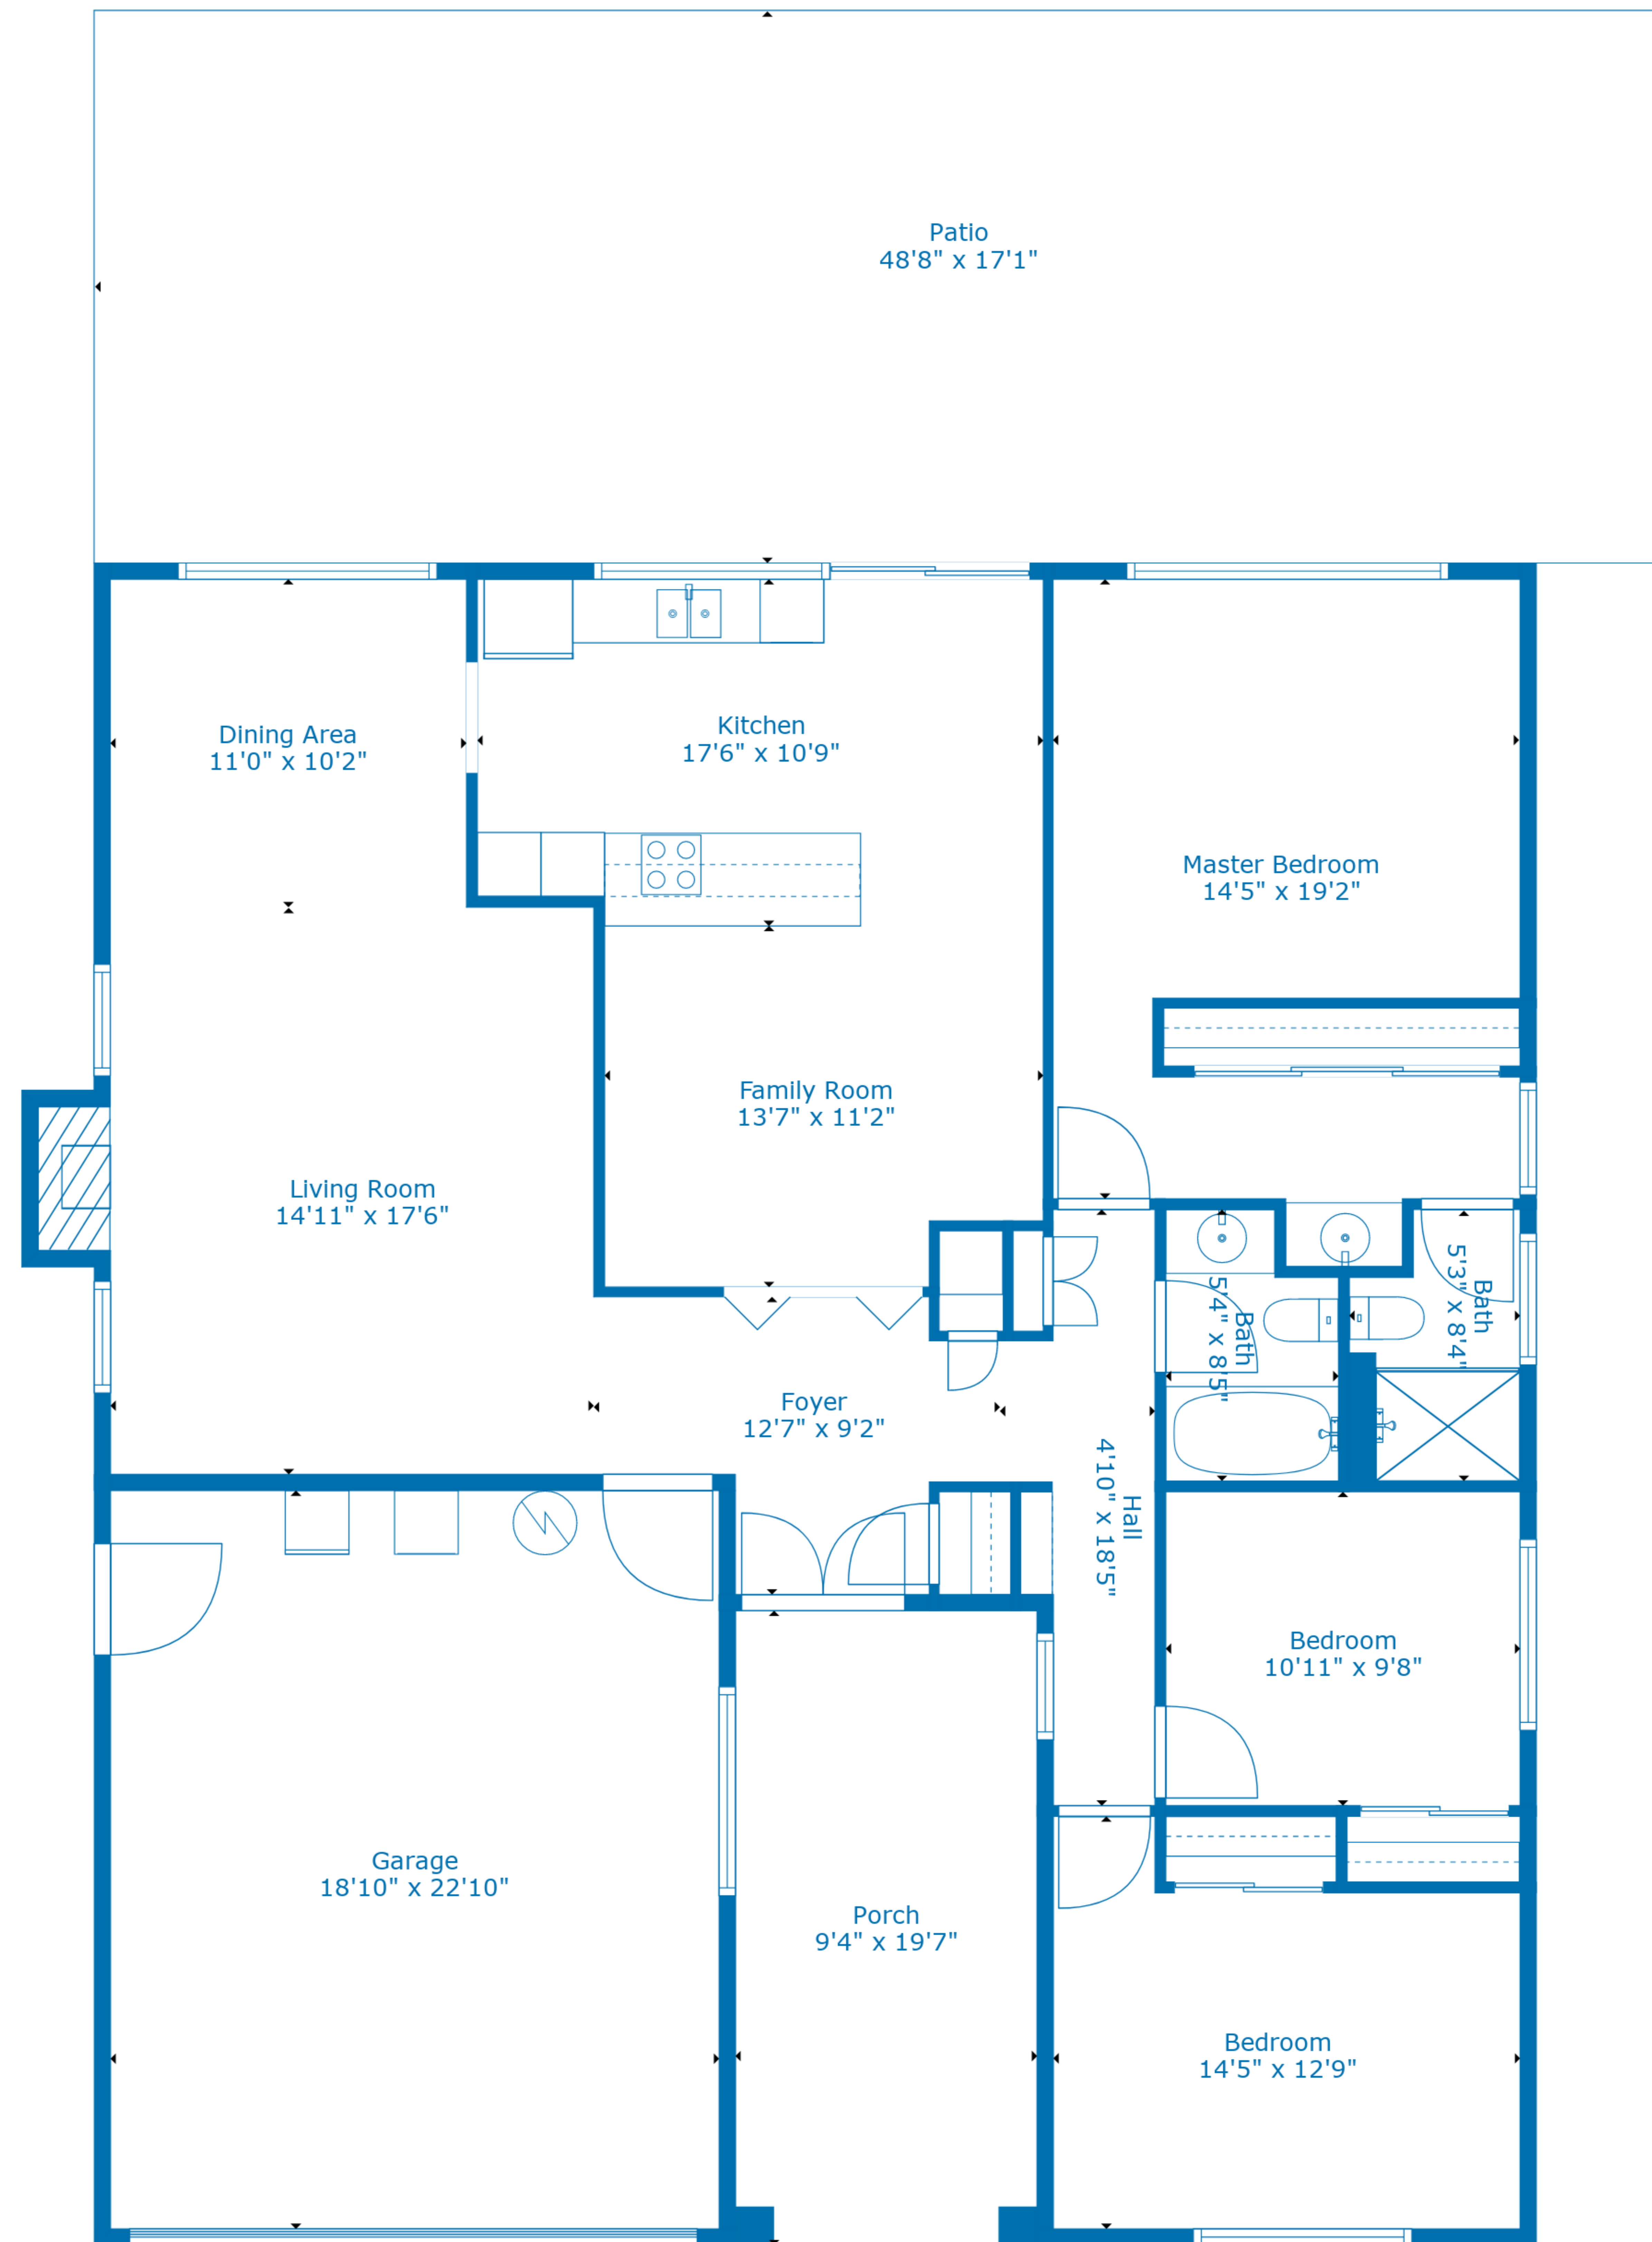 Patio
48'8" x 17'1"
Dining Area
11'0" x 10'2"
Kitchen
17'6" x 10'9"
Master Bedroom
14'5" x 19'2"
Family Room
13'7" x 11'2"
Living Room
14'11" x 17'6"
Bath
5'4" x 8'5"
Bath
5'3" x 8'4"
Foyer
12'7" x 9'2"
Hall
4'10" x 18'5"
Bedroom
10'11" x 9'8"
Garage
18'10" x 22'10"
Porch
9'4" x 19'7"
Bedroom
14'5" x 12'9"